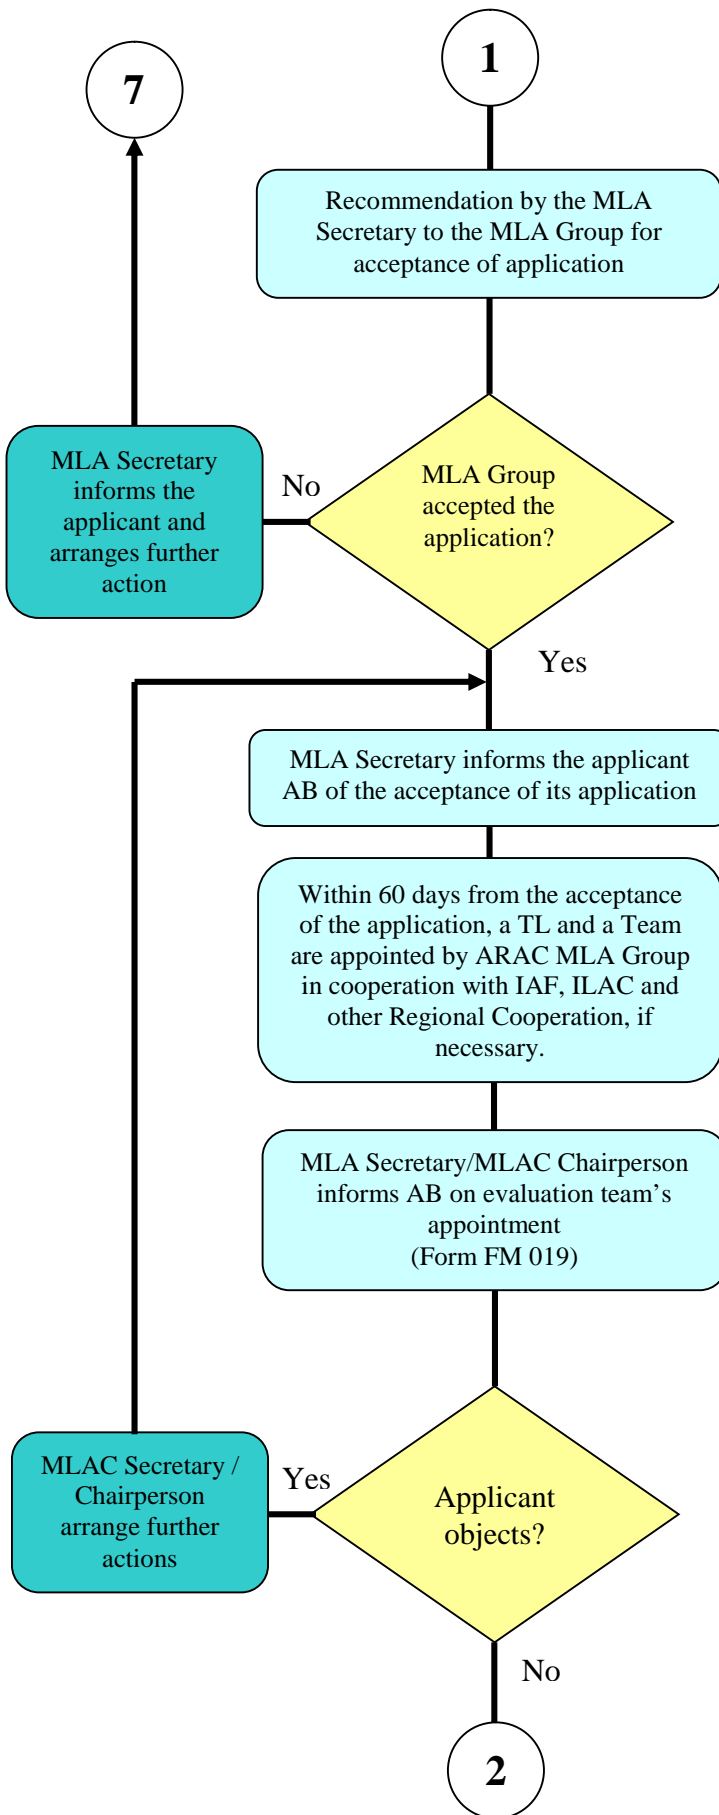 7
1
Recommendation by the MLA
Secretary to the MLA Group for
acceptance of application
MLA Group
accepted the
application?
No
MLA Secretary
informs the
applicant and
arranges further
action
Yes
MLA Secretary informs the applicant
AB of the acceptance of its application
Within 60 days from the acceptance
of the application, a TL and a Team
are appointed by ARAC MLA Group
in cooperation with IAF, ILAC and
other Regional Cooperation, if
necessary.
MLA Secretary/MLAC Chairperson
informs AB on evaluation team’s
appointment
(Form FM 019)
Applicant
objects?
Yes
MLAC Secretary /
Chairperson
arrange further
actions
No
2